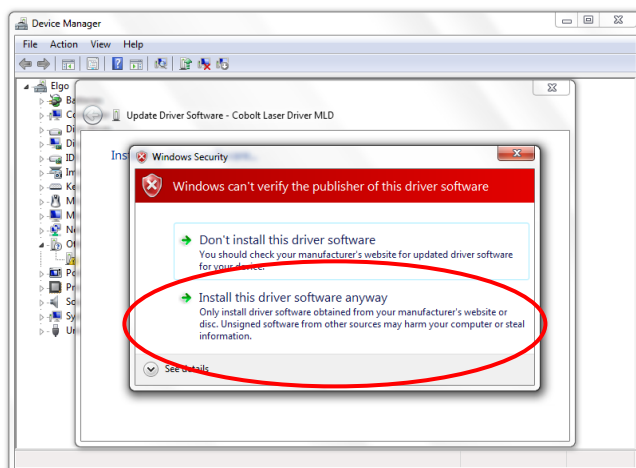 Device Manager
File Action View Help
Elgo
Update Driver Software - Cobolt Laser Driver MLD
Windows Security
Windows can't verify the publisher of this driver software
Don't install this driver software
You should check your manufacturer's website for updated driver software
for your device.
Install this driver software anyway
Only install driver software obtained from your manufacturer's website or
disc. Unsigned software from other sources may harm your computer or steal
information.
See details